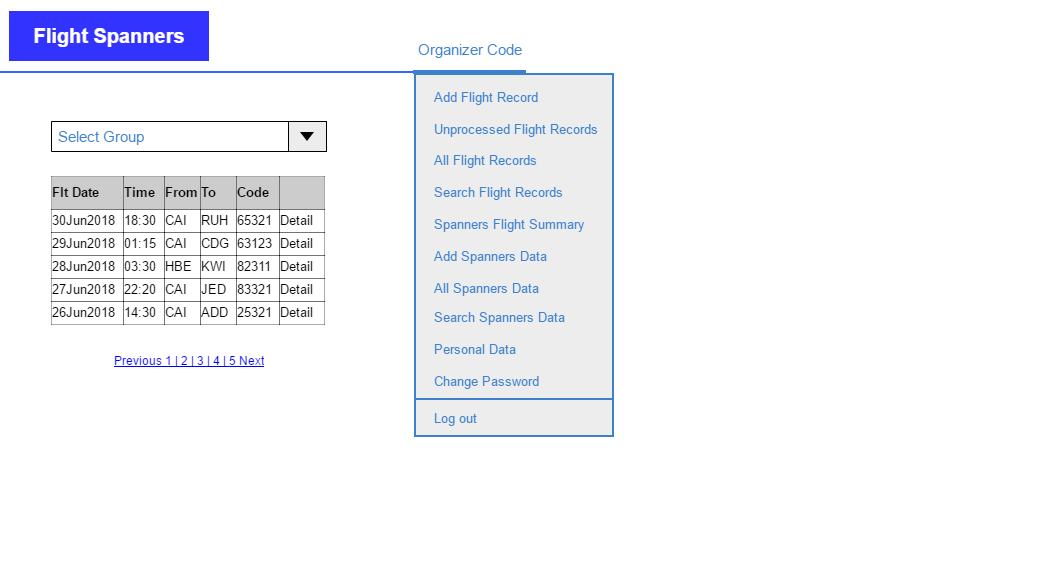 Flight Spanners
Organizer Code
Select Group
Flt Date Time From To Code
30Jun2018 18:30 CAI RUH 65321 Detail
29Jun2018 01:15 CAI CDG 63123 Detail
28Jun2018 03:30 HBE KWI 82311 Detail
27Jun2018 22:20 CAI JED 83321 Detail
26Jun2018 14:30 CAI ADD 25321 Detail
Previous 1 | 2 | 3 | 4 | 5 Next
Add Flight Record
Unprocessed Flight Records
All Flight Records
Search Flight Records
Spanners Flight Summary
Add Spanners Data
All Spanners Data
Search Spanners Data
Personal Data
Change Password
Log out